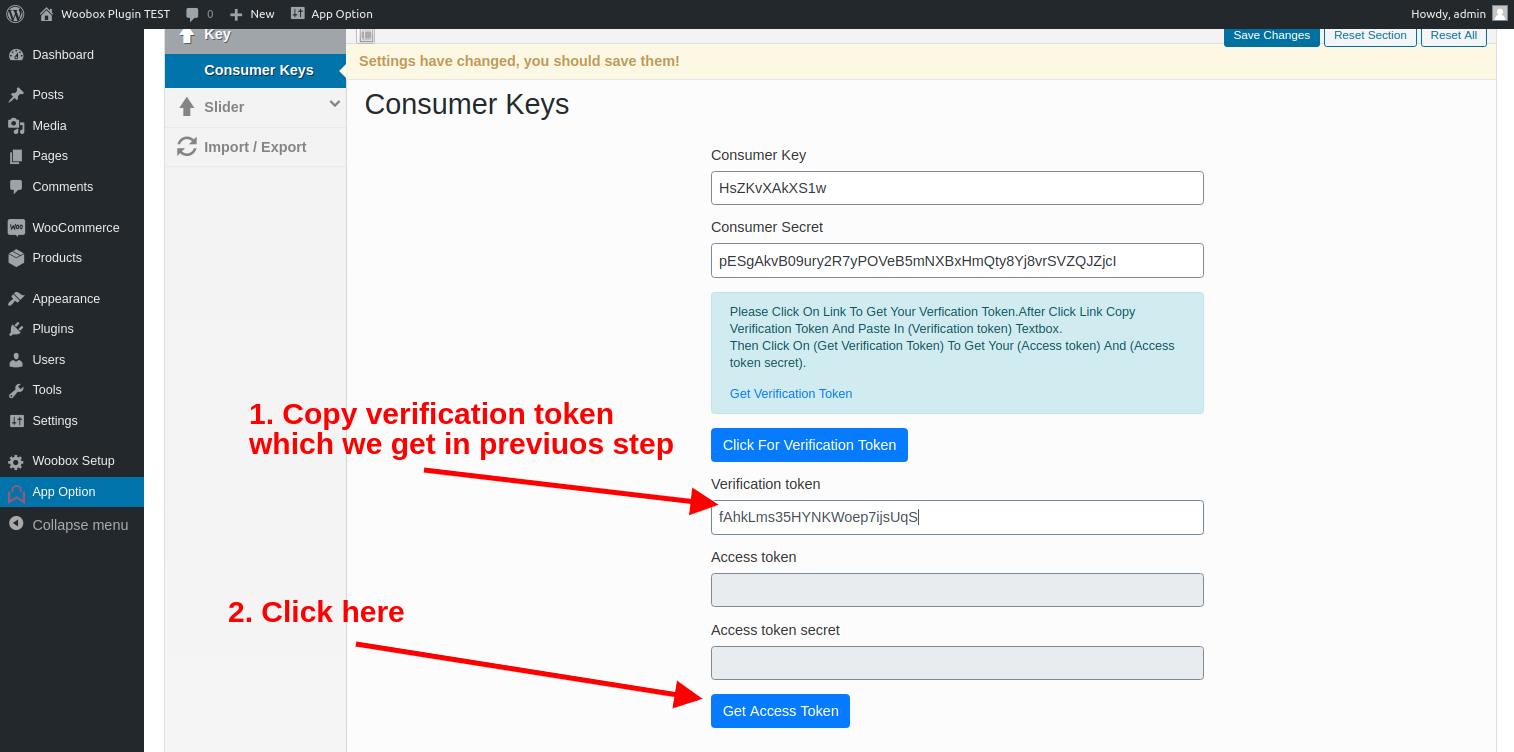 Woobox Plugin TEST
0
New
App Option
Howdy, admin
Dashboard
Posts
Media
Pages
Comments
WooCommerce
Products
Appearance
Plugins
Users
Tools
Settings
Woobox Setup
App Option
Collapse menu
Key
Consumer Keys
Slider
Import / Export
Save Changes
Reset Section
Reset All
Settings have changed, you should save them!
Consumer Keys
Consumer Key
HsZKvXAkXS1w
Consumer Secret
pESgAkvB09ury2R7yPOVeB5mNXBxHmQty8Yj8vrSVZQJZjcI
Please Click On Link To Get Your Verfication Token.After Click Link Copy
Verification Token And Paste In (Verification token) Textbox.
Then Click On (Get Verification Token) To Get Your (Access token) And (Access
token secret).
Get Verification Token
1. Copy verification token
which we get in previuos step
Click For Verification Token
Verification token
fAhkLms35HYNKWoep7ijsUqS
Access token
2. Click here
Access token secret
Get Access Token